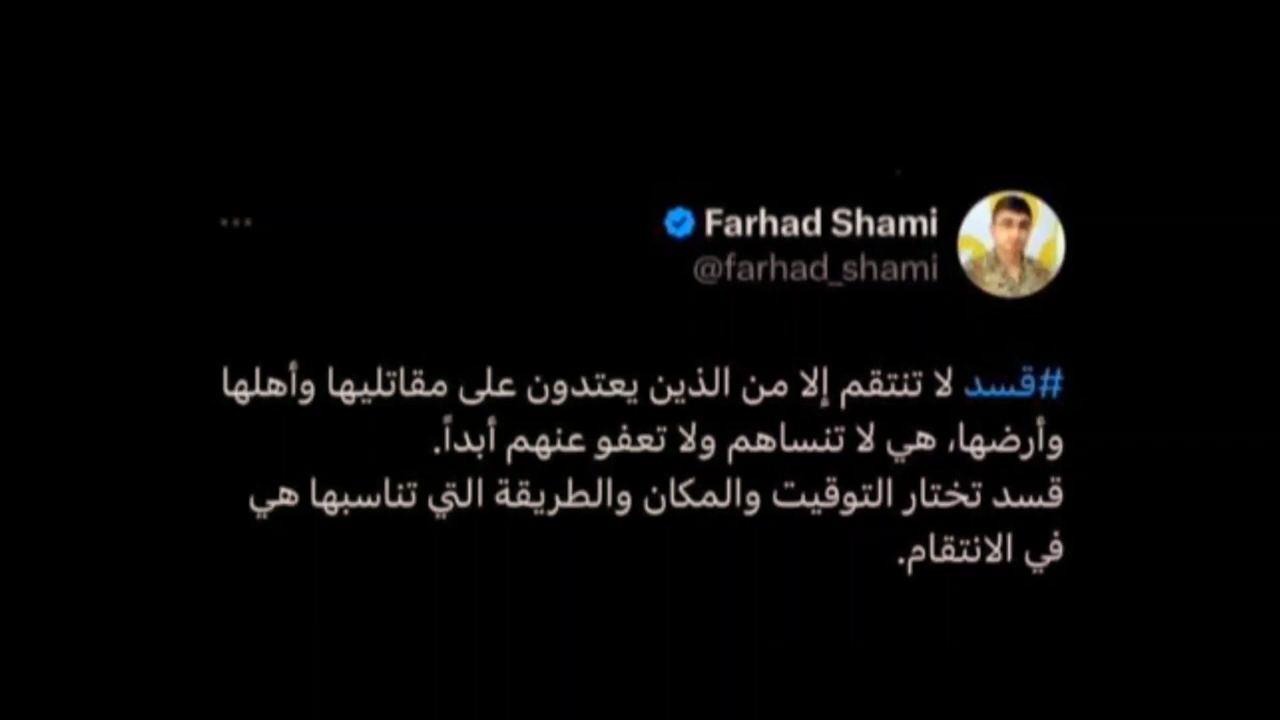 Farhad Shami
@farhad_shami
#قسد لا تنتقم إلا من الذين يعتدون على مقاتليها وأهلها
وأرضها، هي لا تنساهم ولا تعفو عنهم أبداً.
قسد تختار التوقيت والمكان والطريقة التي تناسبها هي
في الانتقام.